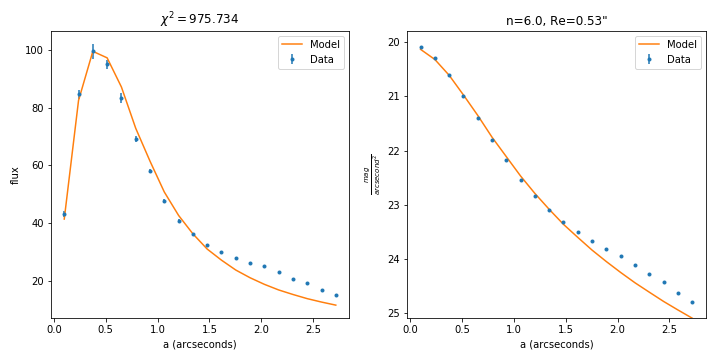 χ² = 975.734
100
80
60
40
20
flux
0.0 0.5 1.0 1.5 2.0 2.5
a (arcseconds)
Model
Data
n=6.0, Re=0.53"
20
21
22
23
24
25
mag
arcsecond²
0.0 0.5 1.0 1.5 2.0 2.5
a (arcseconds)
Model
Data